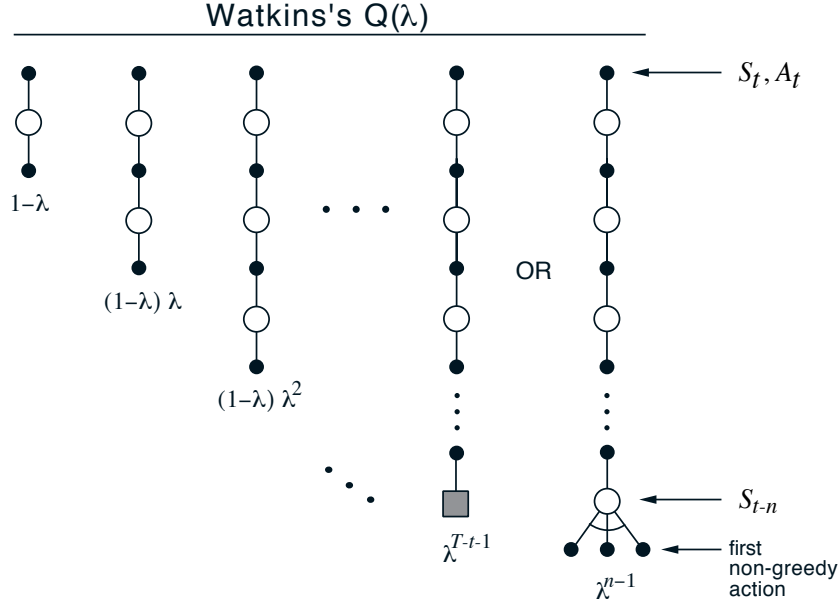 Watkins's Q(λ)
S_t, A_t
1−λ
OR
(1−λ) λ
(1−λ) λ^2
S_{t-n}
λ^{T-t-1}
first
non-greedy
action
λ^{n−1}